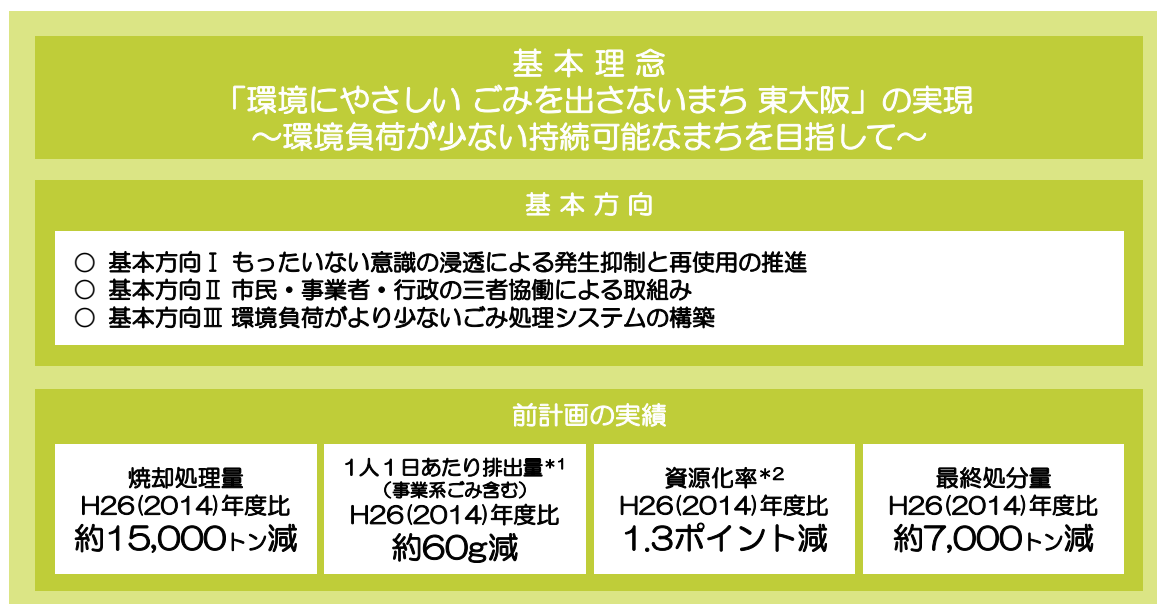 基 本 理 念
「環境にやさしい ごみを出さないまち 東大阪」の実現
～環境負荷が少ない持続可能なまちを目指して～
基 本 方 向
○ 基本方向Ⅰ もったいない意識の浸透による発生抑制と再使用の推進
○ 基本方向Ⅱ 市民・事業者・行政の三者協働による取組み
○ 基本方向Ⅲ 環境負荷がより少ないごみ処理システムの構築
前計画の実績
焼却処理量
H26(2014)年度比
約15,000トン減
1人1日あたり排出量*1
（事業系ごみ含む）
H26(2014)年度比
約60g減
資源化率*2
H26(2014)年度比
1.3ポイント減
最終処分量
H26(2014)年度比
約7,000トン減